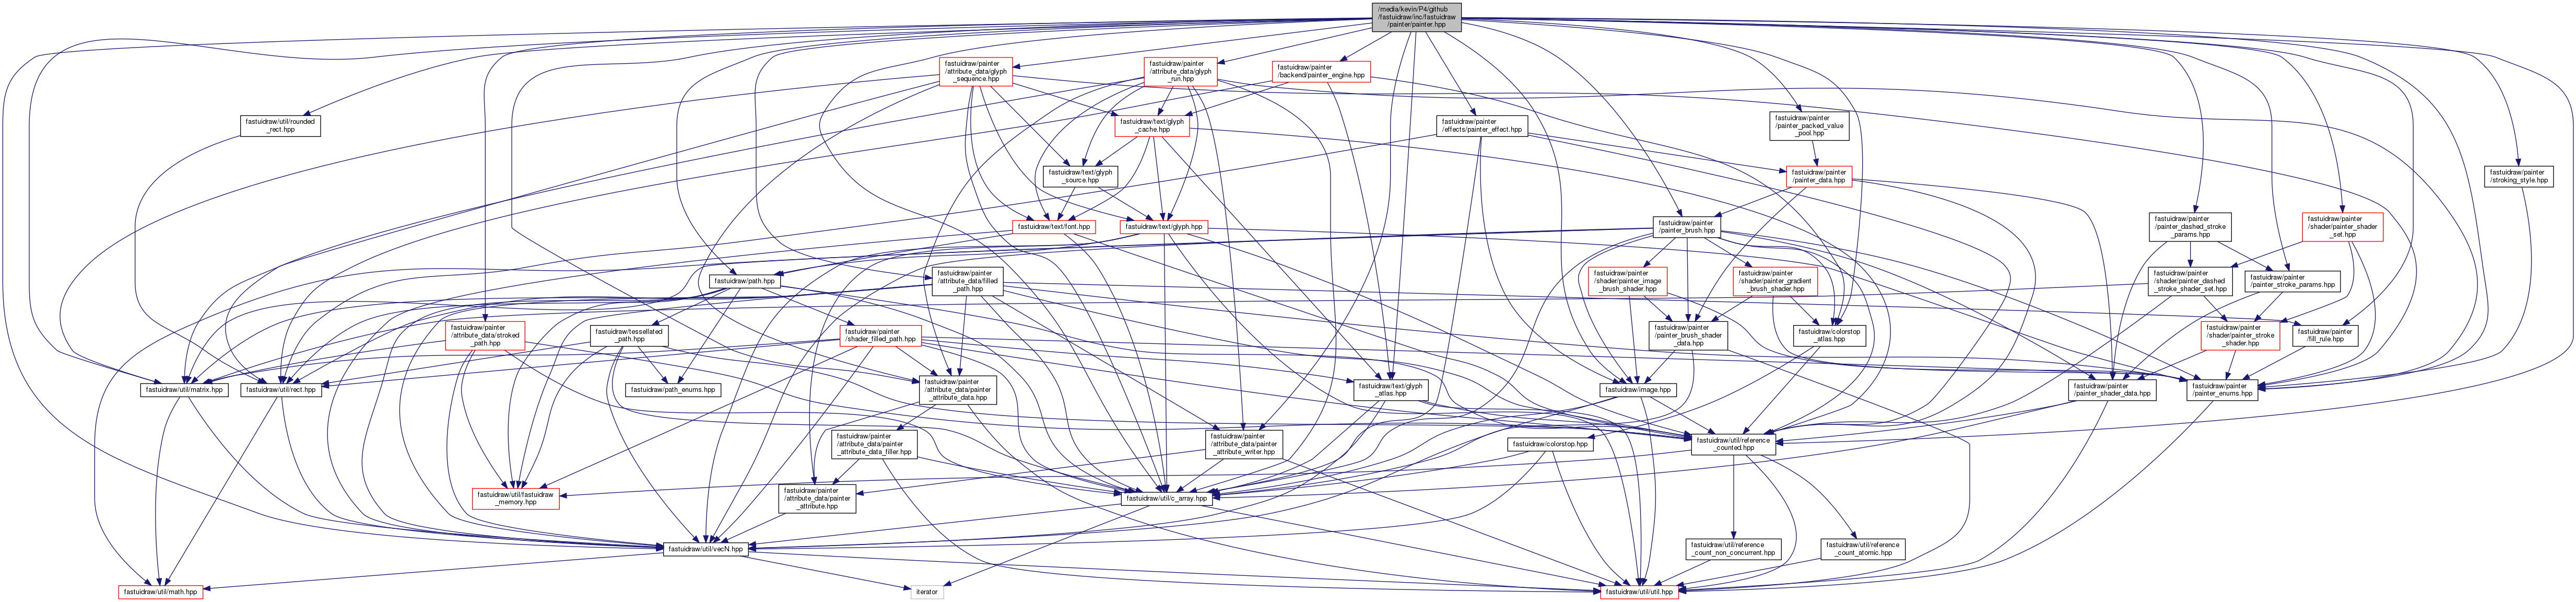 /media/kevin/P4/github
/fastuidraw/inc/fastuidraw
/painter/painter.hpp
fastuidraw/painter
/attribute_data/glyph
_sequence.hpp
fastuidraw/painter
/attribute_data/glyph
_run.hpp
fastuidraw/painter
/backend/painter_engine.hpp
fastuidraw/util/rounded
_rect.hpp
fastuidraw/text/glyph
_cache.hpp
fastuidraw/painter
/effects/painter_effect.hpp
fastuidraw/painter
/painter_packed_value
_pool.hpp
fastuidraw/text/glyph
_source.hpp
fastuidraw/painter
/painter_data.hpp
fastuidraw/painter
/stroking_style.hpp
fastuidraw/text/font.hpp
fastuidraw/text/glyph.hpp
fastuidraw/painter
/painter_brush.hpp
fastuidraw/painter
/painter_dashed_stroke
_params.hpp
fastuidraw/painter
/shader/painter_shader
_set.hpp
fastuidraw/path.hpp
fastuidraw/painter
/attribute_data/filled
_path.hpp
fastuidraw/painter
/shader/painter_image
_brush_shader.hpp
fastuidraw/painter
/shader/painter_gradient
_brush_shader.hpp
fastuidraw/painter
/shader/painter_dashed
_stroke_shader_set.hpp
fastuidraw/painter
/painter_stroke_params.hpp
fastuidraw/painter
/attribute_data/stroked
_path.hpp
fastuidraw/tessellated
_path.hpp
fastuidraw/painter
/shader_filled_path.hpp
fastuidraw/painter
/painter_brush_shader
_data.hpp
fastuidraw/colorstop
_atlas.hpp
fastuidraw/painter
/shader/painter_stroke
_shader.hpp
fastuidraw/painter
/fill_rule.hpp
fastuidraw/util/matrix.hpp
fastuidraw/util/rect.hpp
fastuidraw/path_enums.hpp
fastuidraw/painter
/attribute_data/painter
_attribute_data.hpp
fastuidraw/text/glyph
_atlas.hpp
fastuidraw/image.hpp
fastuidraw/painter
/painter_shader_data.hpp
fastuidraw/painter
/painter_enums.hpp
fastuidraw/painter
/attribute_data/painter
_attribute_data_filler.hpp
fastuidraw/painter
/attribute_data/painter
_attribute_writer.hpp
fastuidraw/colorstop.hpp
fastuidraw/util/reference
_counted.hpp
fastuidraw/util/fastuidraw
_memory.hpp
fastuidraw/painter
/attribute_data/painter
_attribute.hpp
fastuidraw/util/c_array.hpp
fastuidraw/util/vecN.hpp
fastuidraw/util/reference
_count_non_concurrent.hpp
fastuidraw/util/reference
_count_atomic.hpp
fastuidraw/util/math.hpp
iterator
fastuidraw/util/util.hpp